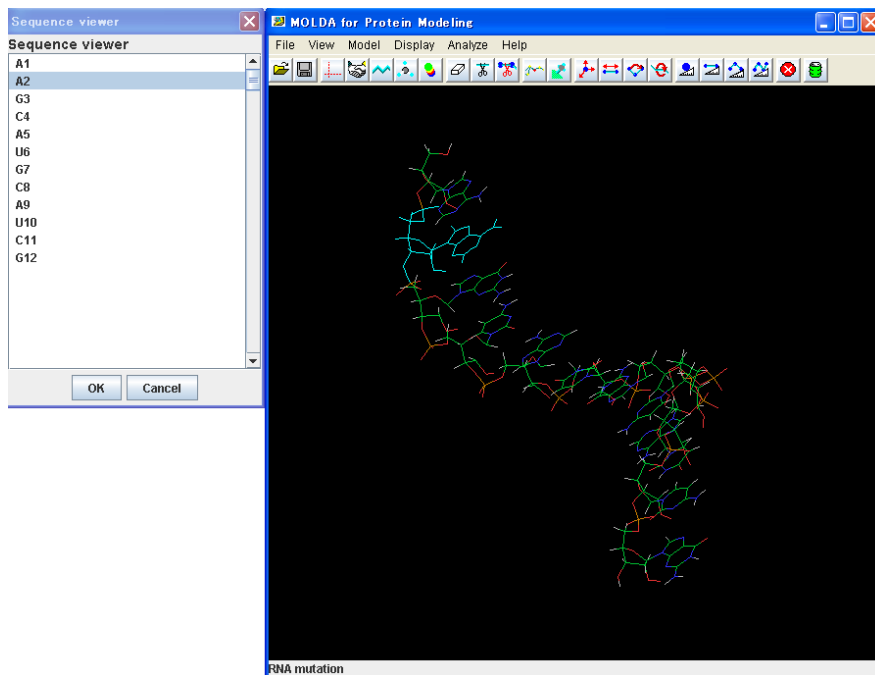 Sequence viewer
Sequence viewer
A1
A2
G3
C4
A5
U6
G7
C8
A9
U10
C11
G12
OK Cancel
MOLDA for Protein Modeling
File View Model Display Analyze Help
RNA mutation